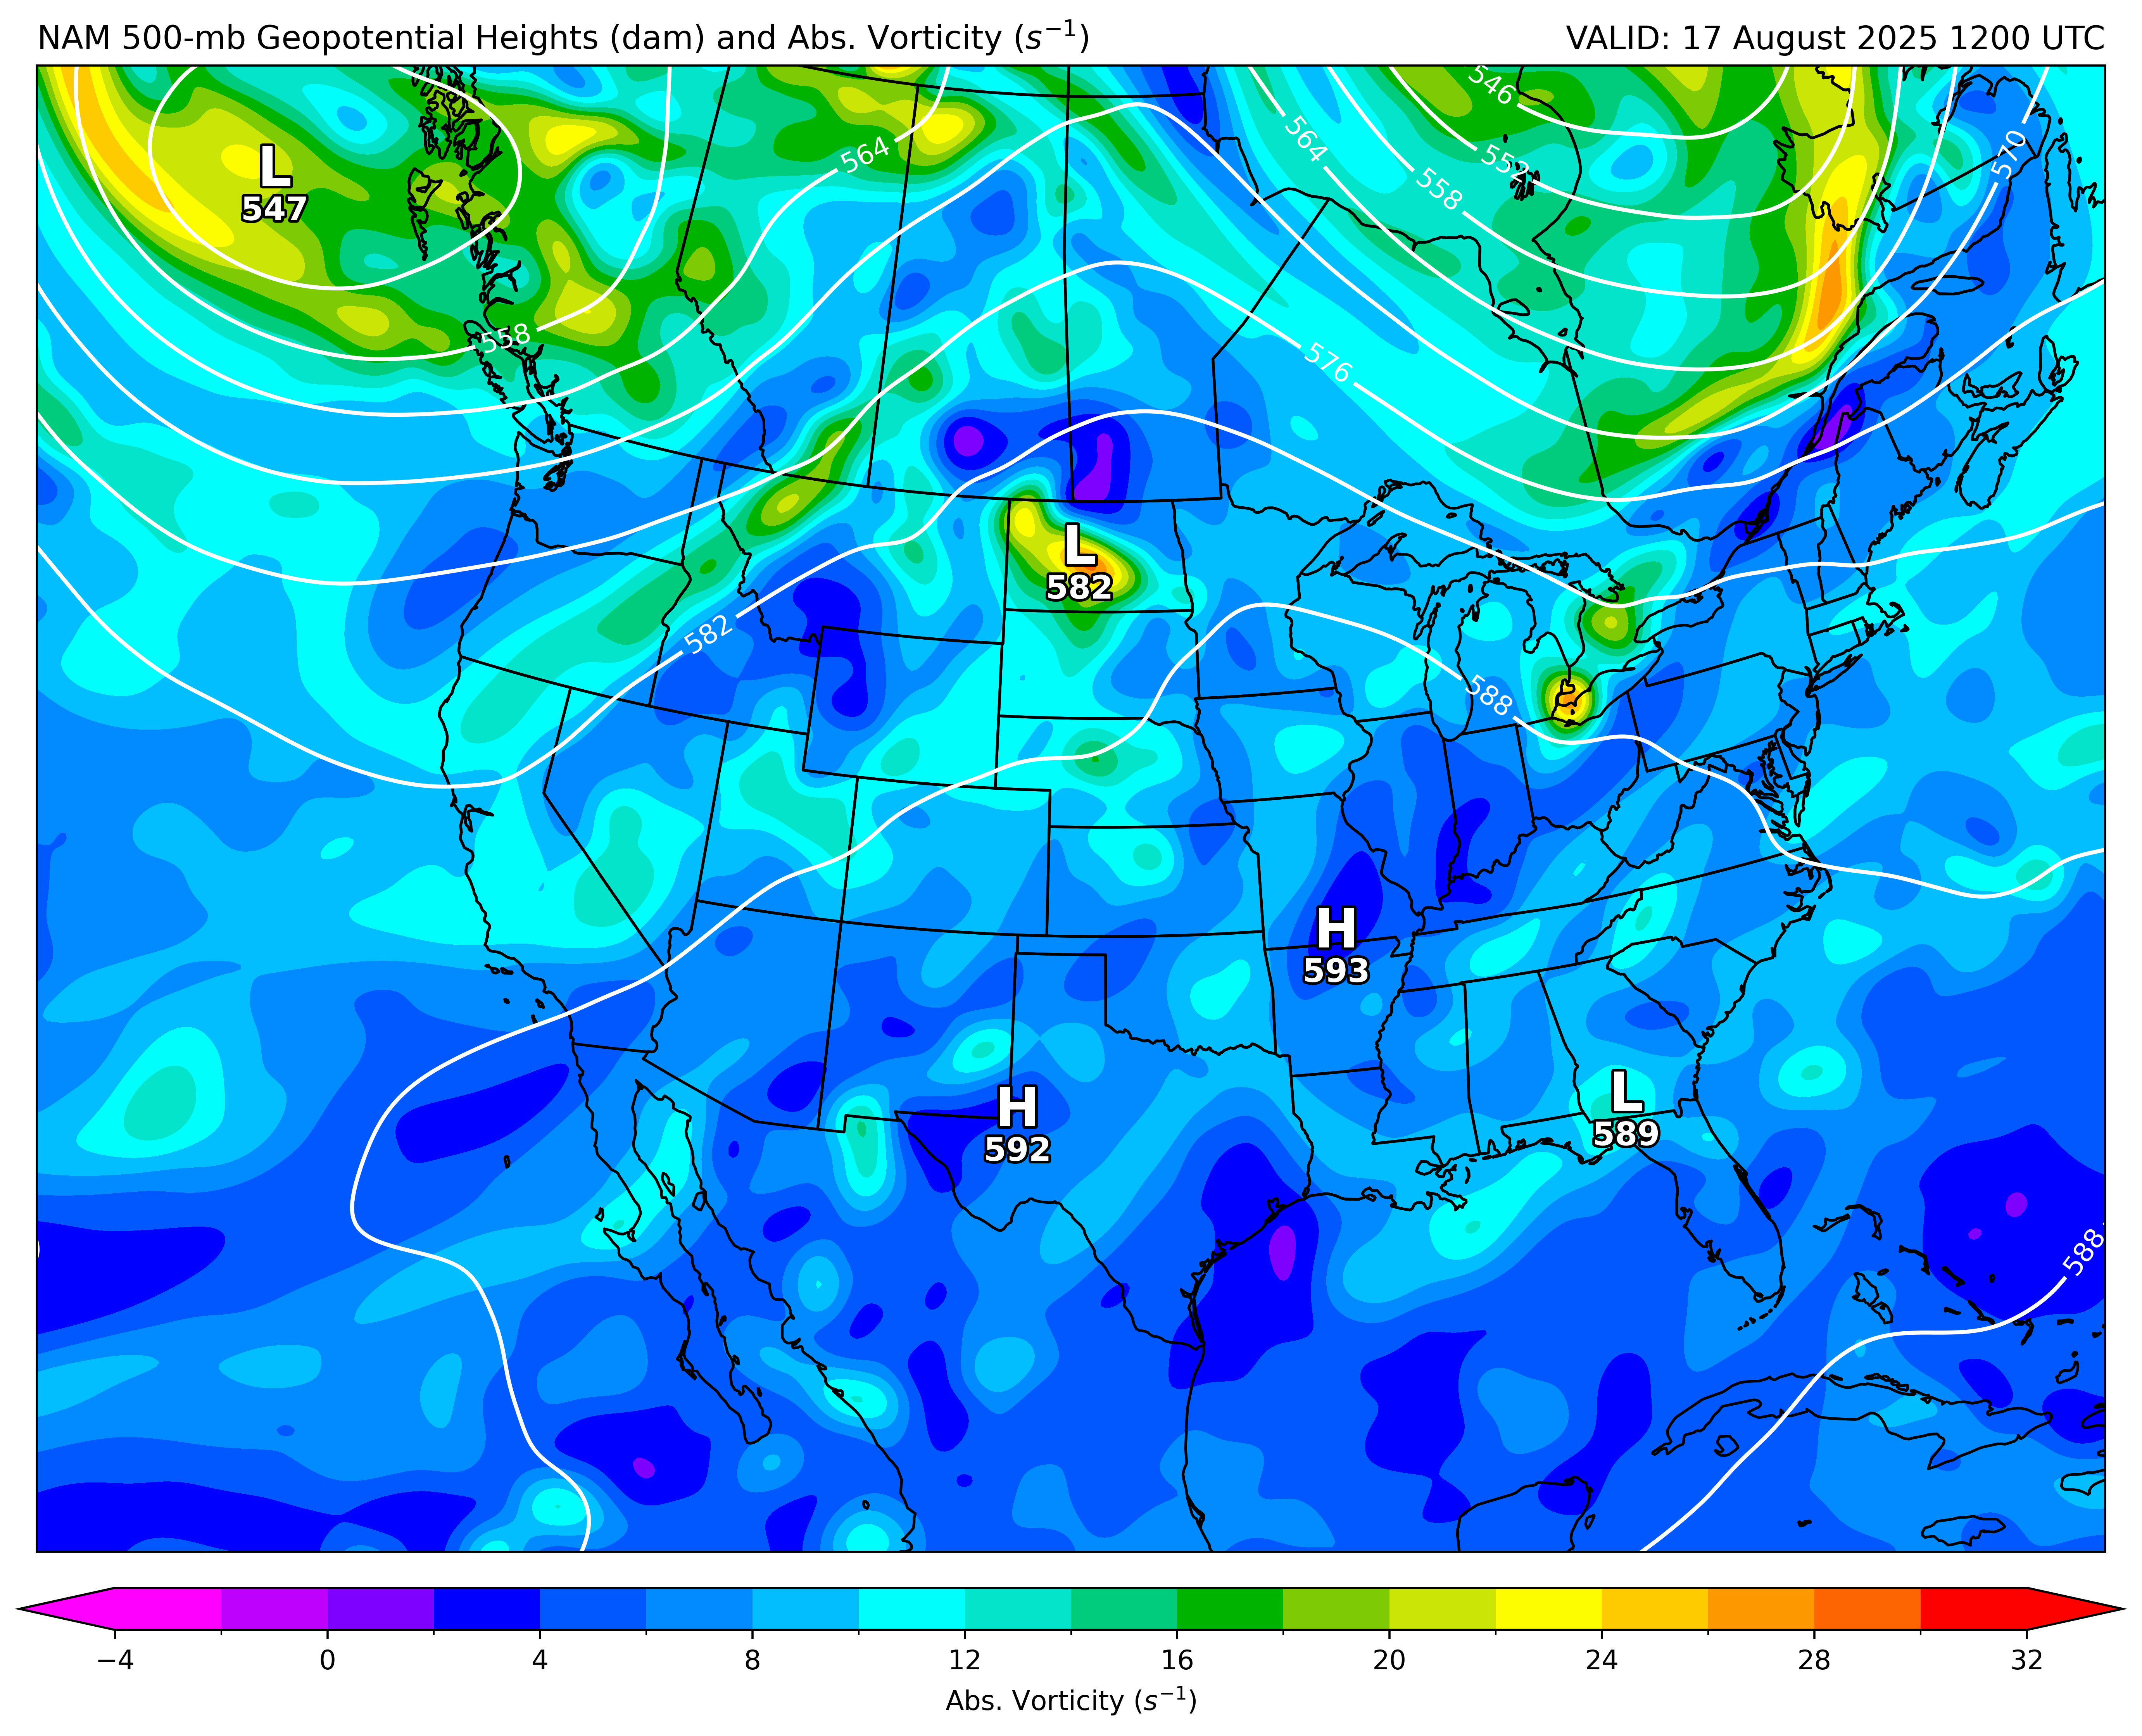 NAM 500-mb Geopotential Heights (dam) and Abs. Vorticity (s⁻¹) VALID: 17 August 2025 1200 UTC
546
564
552
558
570
564
L
547
558
576
L
582
582
588
H
593
H
592
L
589
588
−4 0 4 8 12 16 20 24 28 32
Abs. Vorticity (s⁻¹)